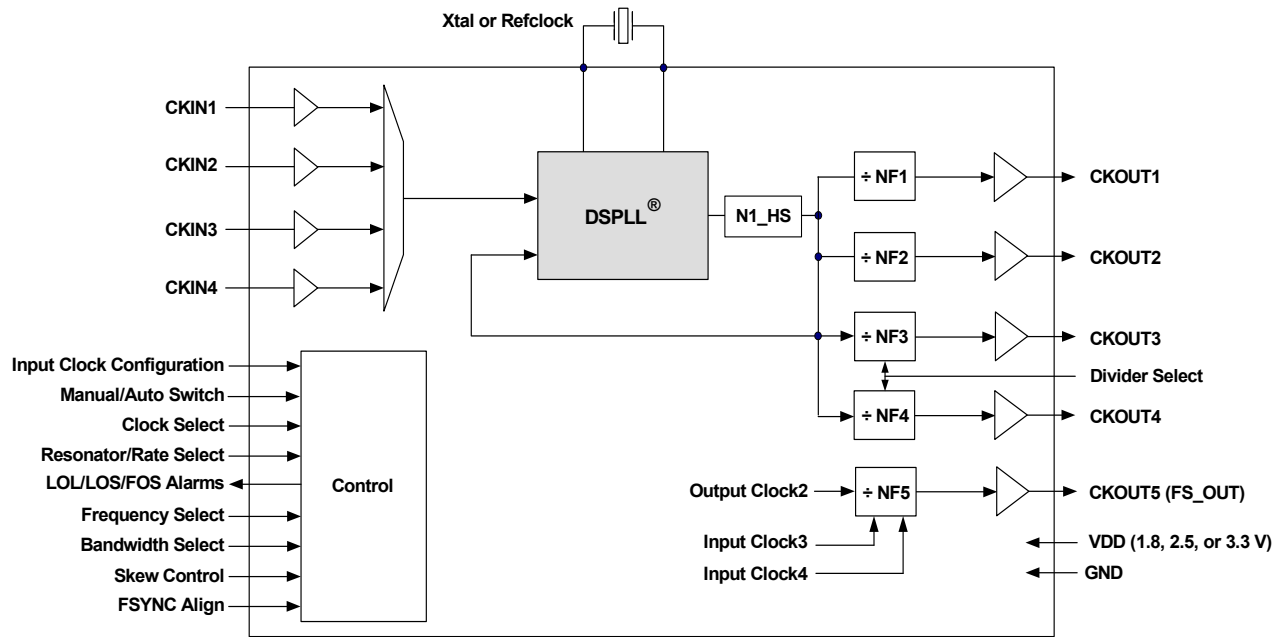 Xtal or Refclock
CKIN1
CKIN2
CKIN3
CKIN4
DSPLL®
N1_HS
÷ NF1
CKOUT1
÷ NF2
CKOUT2
÷ NF3
CKOUT3
Divider Select
÷ NF4
CKOUT4
Output Clock2
÷ NF5
CKOUT5 (FS_OUT)
Input Clock3
Input Clock4
VDD (1.8, 2.5, or 3.3 V)
GND
Input Clock Configuration
Manual/Auto Switch
Clock Select
Resonator/Rate Select
LOL/LOS/FOS Alarms
Frequency Select
Bandwidth Select
Skew Control
FSYNC Align
Control